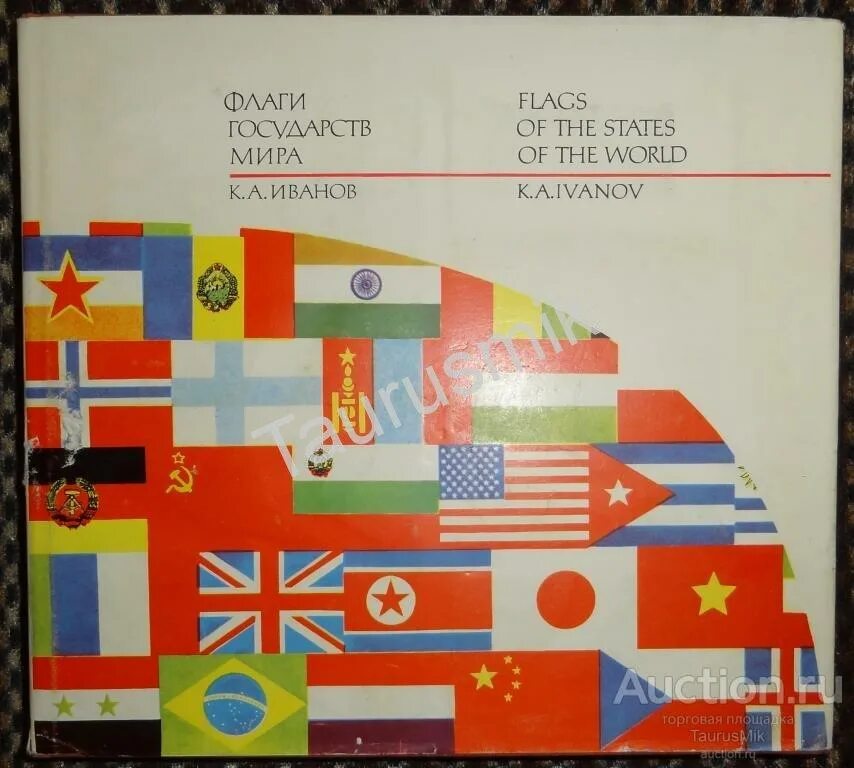 ФЛАГИ
ГОСУДАРСТВ
МИРА
К.А.ИВАНОВ
FLAGS
OF THE STATES
OF THE WORLD
K.A.IVANOV
Taurusmik
Auction.ru
торговая площадка
TaurusMik
auction.ru